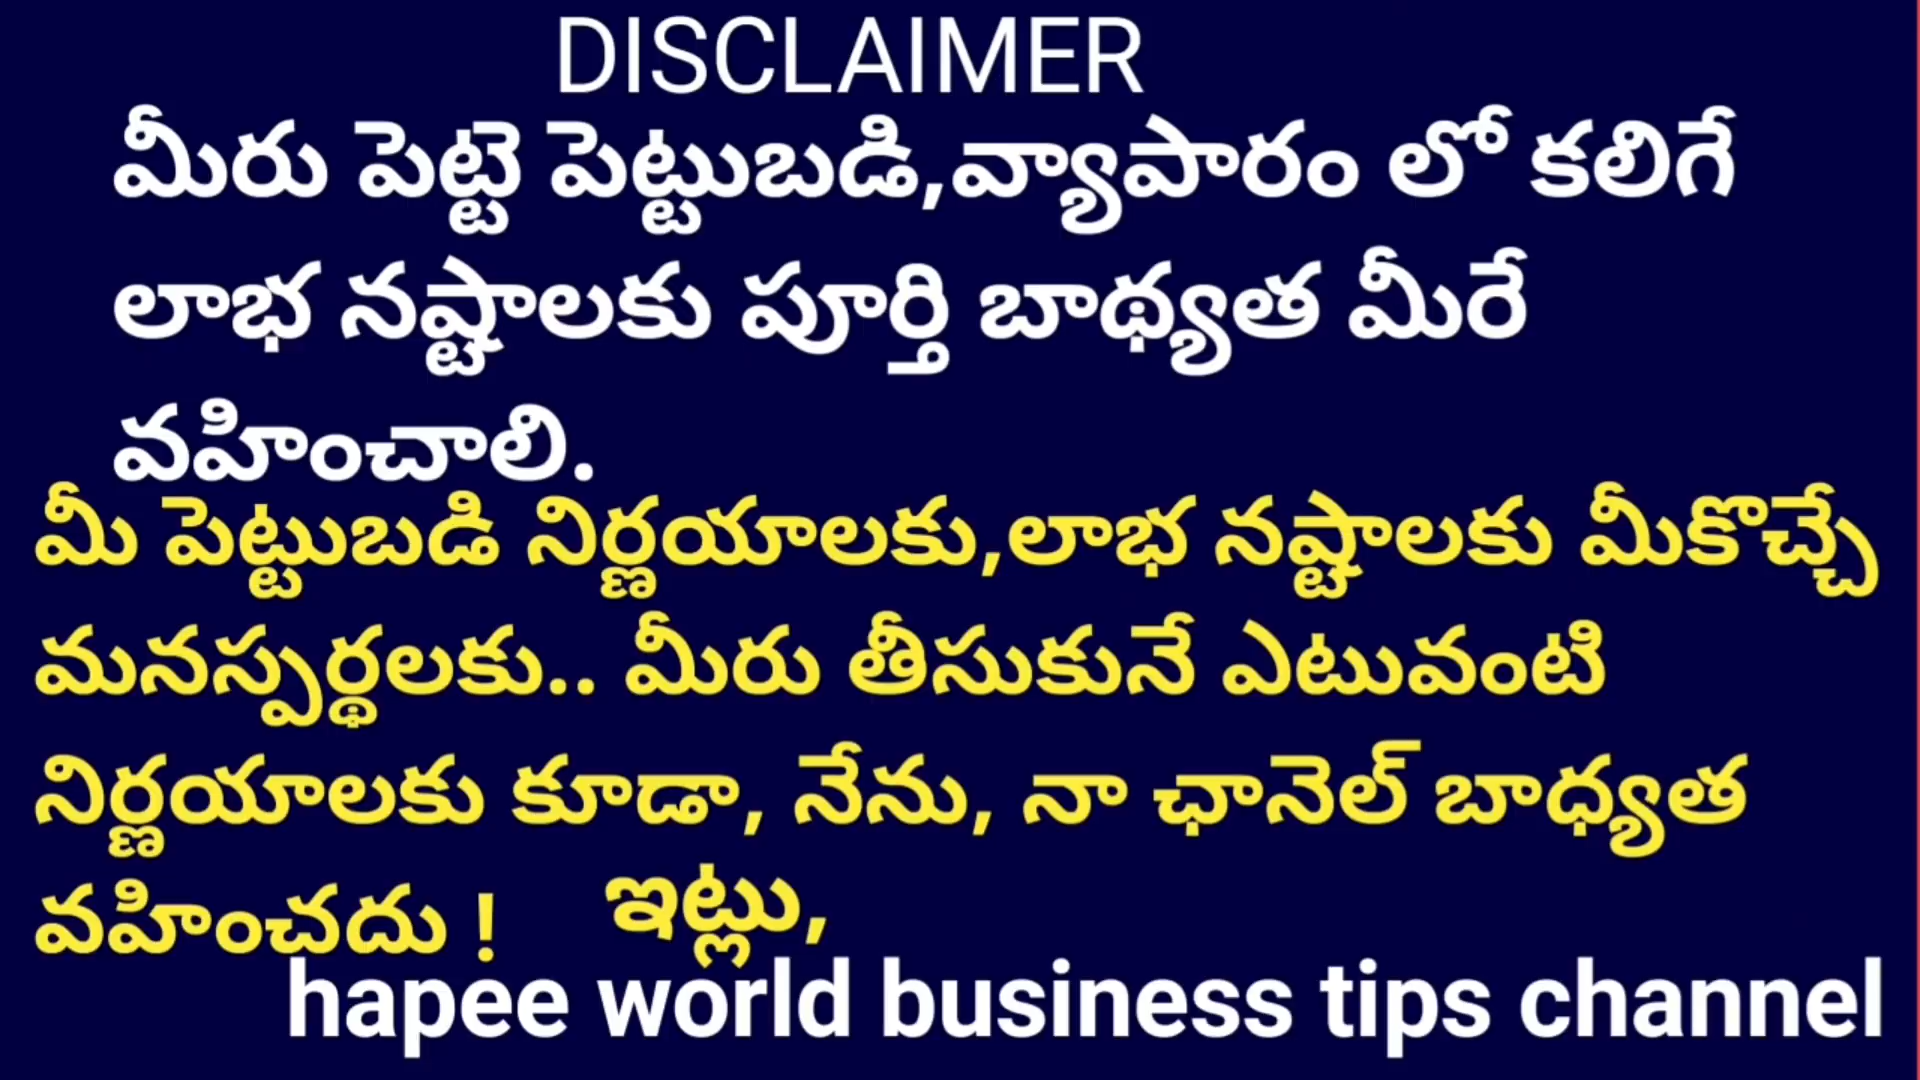 DISCLAIMER
మీరు పెట్టె పెట్టుబడి,వ్యాపారం లో కలిగే
లాభ నష్టాలకు పూర్తి బాథ్యత మీరే
వహించాలి.
మీ పెట్టుబడి నిర్ణయాలకు,లాభ నష్టాలకు మీకొచ్చే
మనస్పర్థలకు.. మీరు తీసుకునే ఎటువంటి
నిర్ణయాలకు కూడా, నేను, నా ఛానెల్ బాధ్యత
వహించదు ! ఇట్లు,
hapee world business tips channel